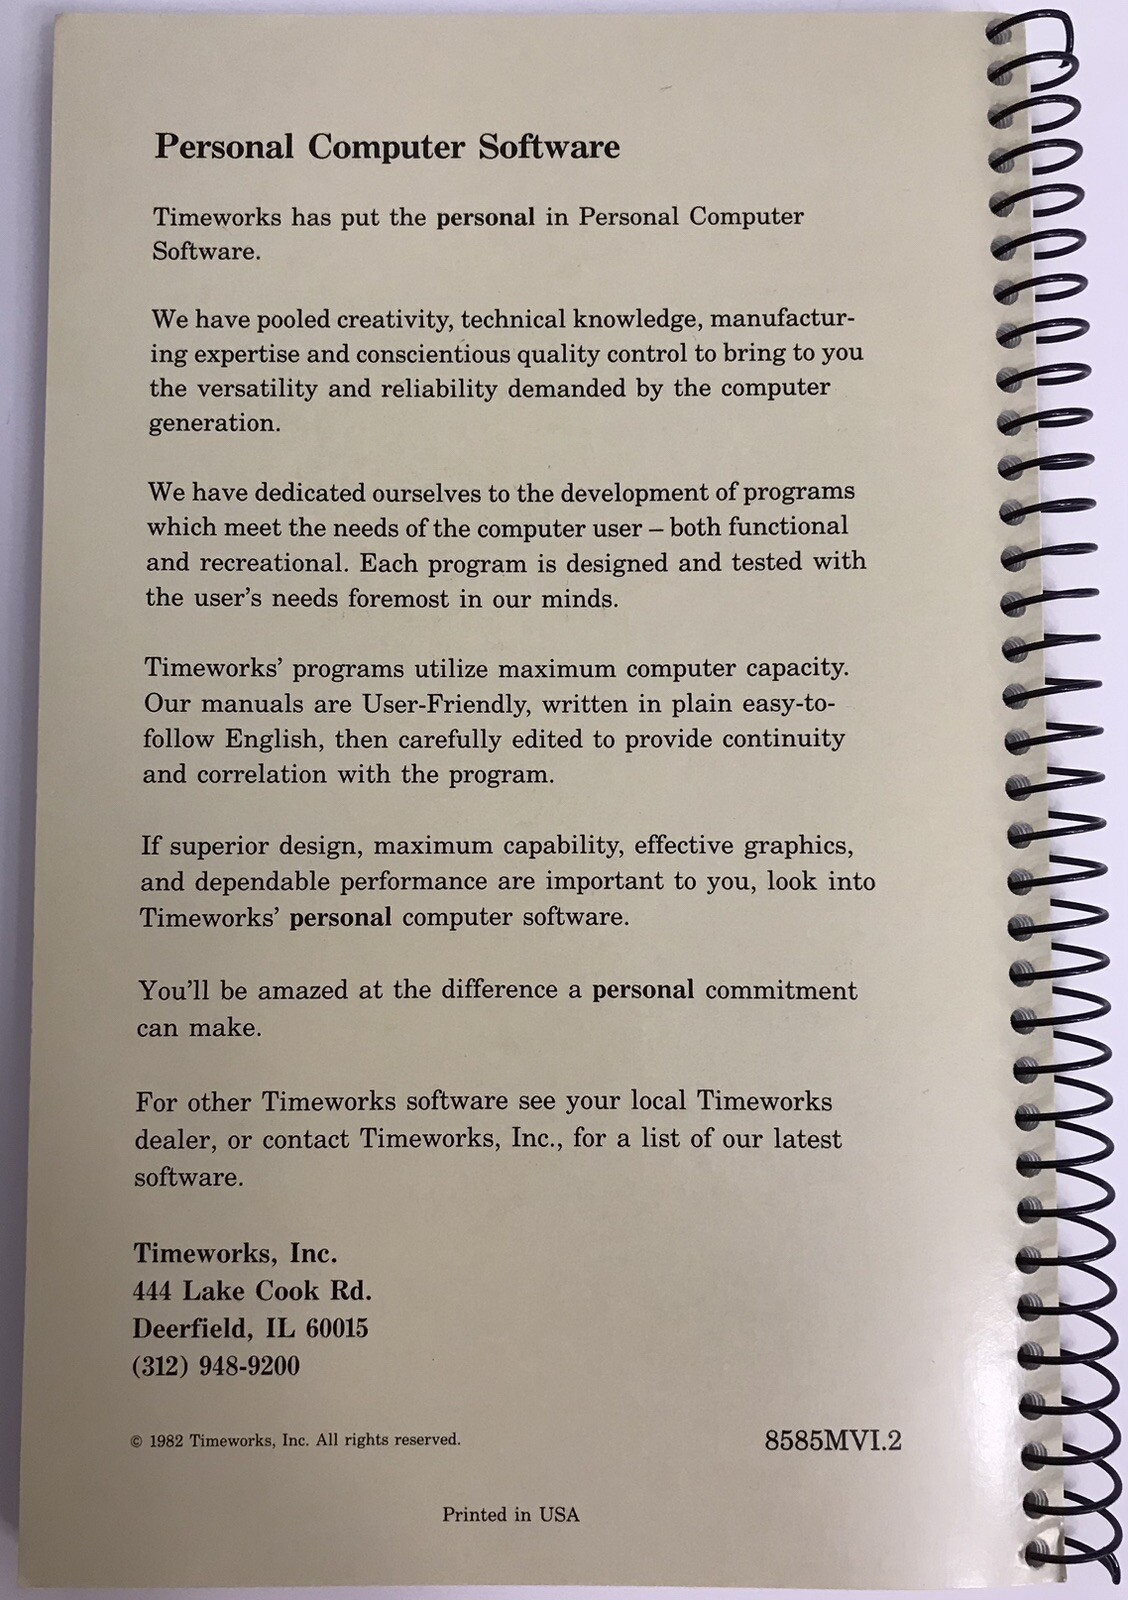 Personal Computer Software
Timeworks has put the personal in Personal Computer
Software.
We have pooled creativity, technical knowledge, manufactur-
ing expertise and conscientious quality control to bring to you
the versatility and reliability demanded by the computer
generation.
We have dedicated ourselves to the development of programs
which meet the needs of the computer user – both functional
and recreational. Each program is designed and tested with
the user's needs foremost in our minds.
Timeworks' programs utilize maximum computer capacity.
Our manuals are User-Friendly, written in plain easy-to-
follow English, then carefully edited to provide continuity
and correlation with the program.
If superior design, maximum capability, effective graphics,
and dependable performance are important to you, look into
Timeworks' personal computer software.
You'll be amazed at the difference a personal commitment
can make.
For other Timeworks software see your local Timeworks
dealer, or contact Timeworks, Inc., for a list of our latest
software.
Timeworks, Inc.
444 Lake Cook Rd.
Deerfield, IL 60015
(312) 948-9200
© 1982 Timeworks, Inc. All rights reserved.
8585MVI.2
Printed in USA